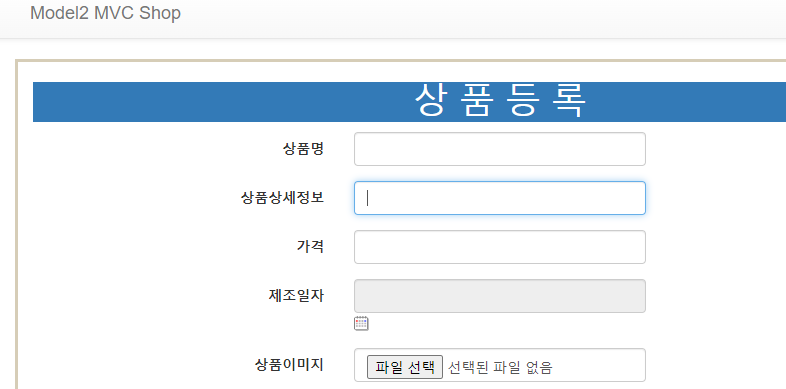 Model2 MVC Shop
상 품 등 록
상품명
상품상세정보
가격
제조일자
상품이미지 파일 선택 선택된 파일 없음